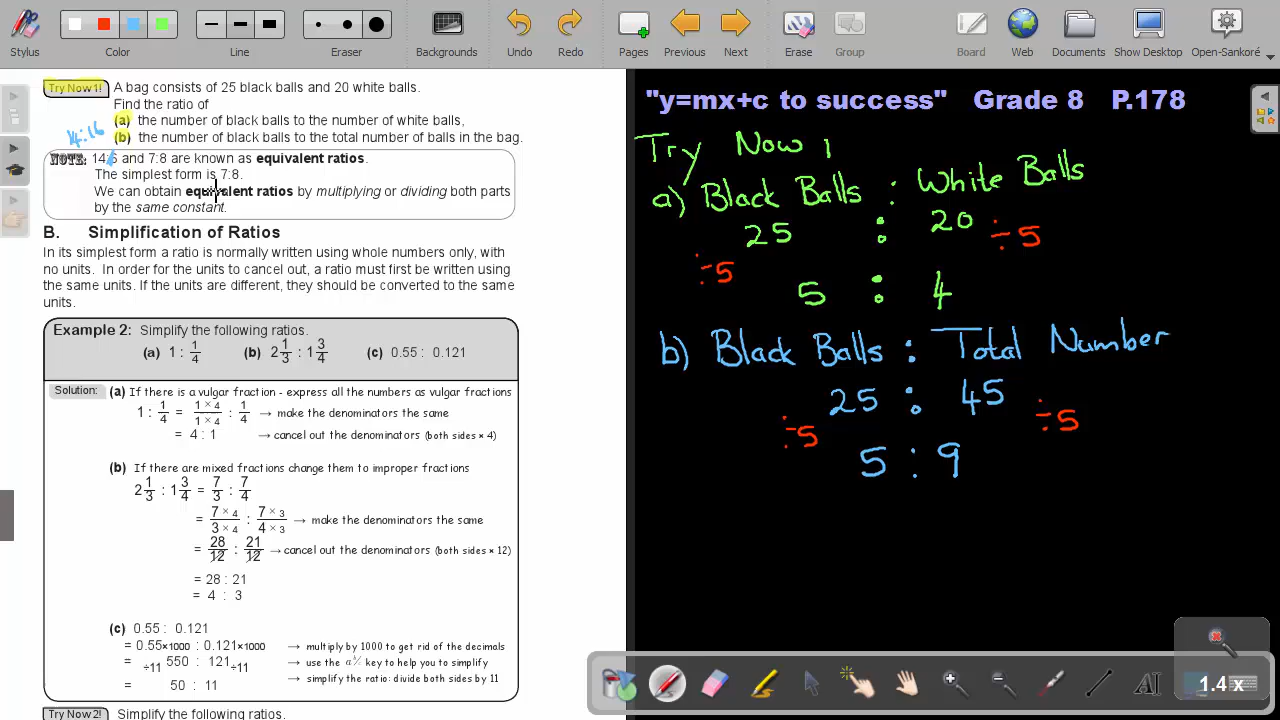 Stylus Color Line Eraser Backgrounds Undo Redo Pages Previous Next Erase Group Board Web Documents Show Desktop Open-Sankoré
Try Now 1! A bag consists of 25 black balls and 20 white balls.
Find the ratio of
(a) the number of black balls to the number of white balls,
(b) the number of black balls to the total number of balls in the bag.
14:16
NOTE: 14 and 7:8 are known as equivalent ratios.
The simplest form is 7:8.
We can obtain equivalent ratios by multiplying or dividing both parts
by the same constant.
B. Simplification of Ratios
In its simplest form a ratio is normally written using whole numbers only, with
no units. In order for the units to cancel out, a ratio must first be written using
the same units. If the units are different, they should be converted to the same
units.
Example 2: Simplify the following ratios.
(a) 1 : 1/4 (b) 2 1/3 : 1 3/4 (c) 0.55 : 0.121
Solution: (a) If there is a vulgar fraction - express all the numbers as vulgar fractions
1 : 1/4 = 1 × 4/1 × 4 : 1/4 → make the denominators the same
= 4 : 1 → cancel out the denominators (both sides × 4)
(b) If there are mixed fractions change them to improper fractions
2 1/3 : 1 3/4 = 7/3 : 7/4
= 7 × 4/3 × 4 : 7 × 3/4 × 3 → make the denominators the same
= 28/12 : 21/12 → cancel out the denominators (both sides × 12)
= 28 : 21
= 4 : 3
(c) 0.55 : 0.121
= 0.55×1000 : 0.121×1000 → multiply by 1000 to get rid of the decimals
= ÷11 550 : 121 ÷11 → use the a b/c key to help you to simplify
= 50 : 11 → simplify the ratio: divide both sides by 11
Try Now 2! Simplify the following ratios.
"y=mx+c to success" Grade 8 P.178
Try Now 1
a) Black Balls : White Balls
25 : 20 ÷5
÷5
5 : 4
b) Black Balls : Total Number
25 : 45 ÷5
÷5
5 : 9
1.4 x